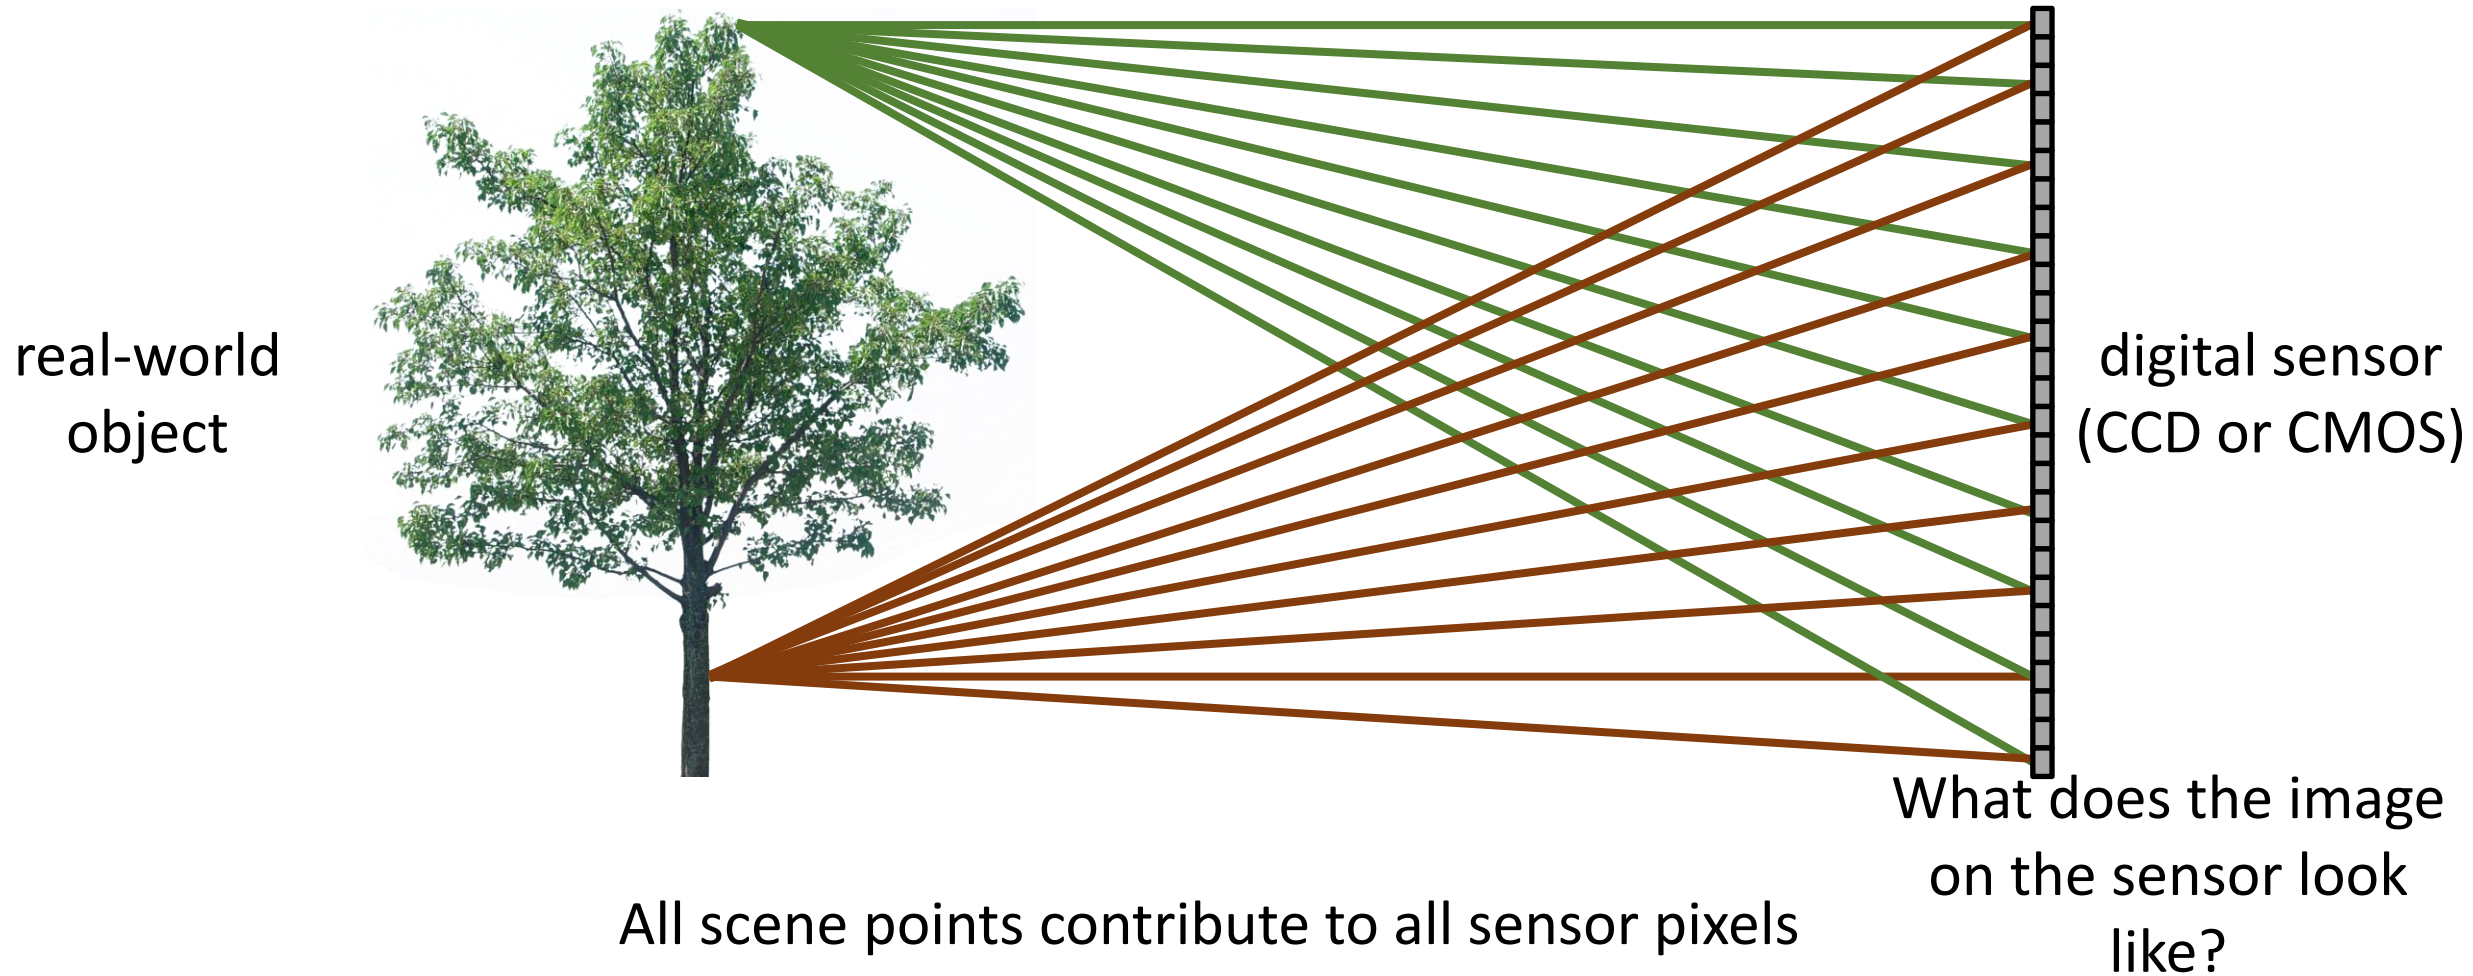 real-world
object
digital sensor
(CCD or CMOS)
What does the image
on the sensor look
like?
All scene points contribute to all sensor pixels